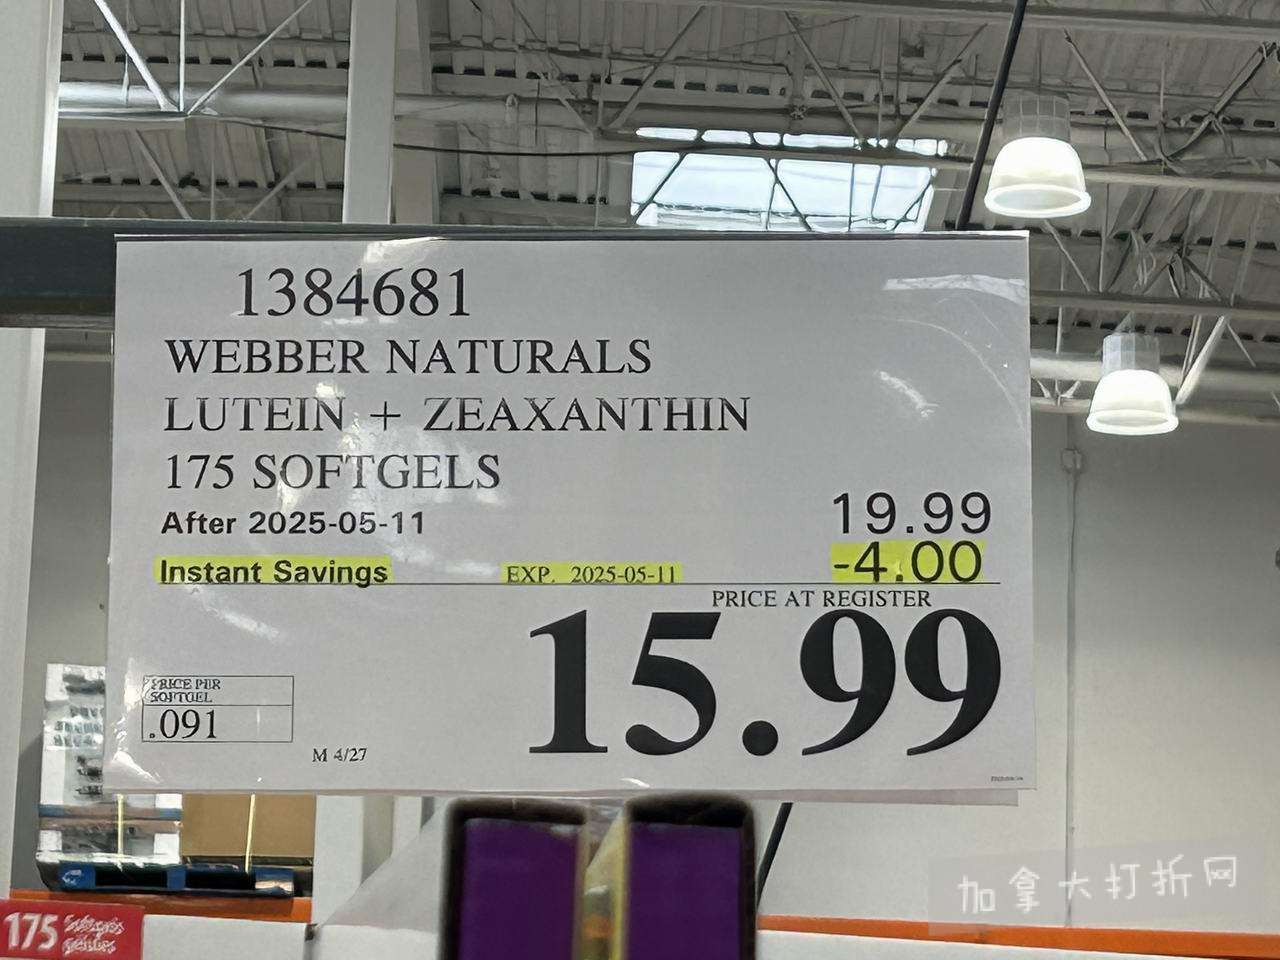 1384681
WEBBER NATURALS
LUTEIN + ZEAXANTHIN
175 SOFTGELS
After 2025-05-11 19.99
Instant Savings EXP. 2025-05-11 -4.00
PRICE AT REGISTER
15.99
PRICE PER
SOFTGEL
.091
M 4/27
175
加拿大打折网